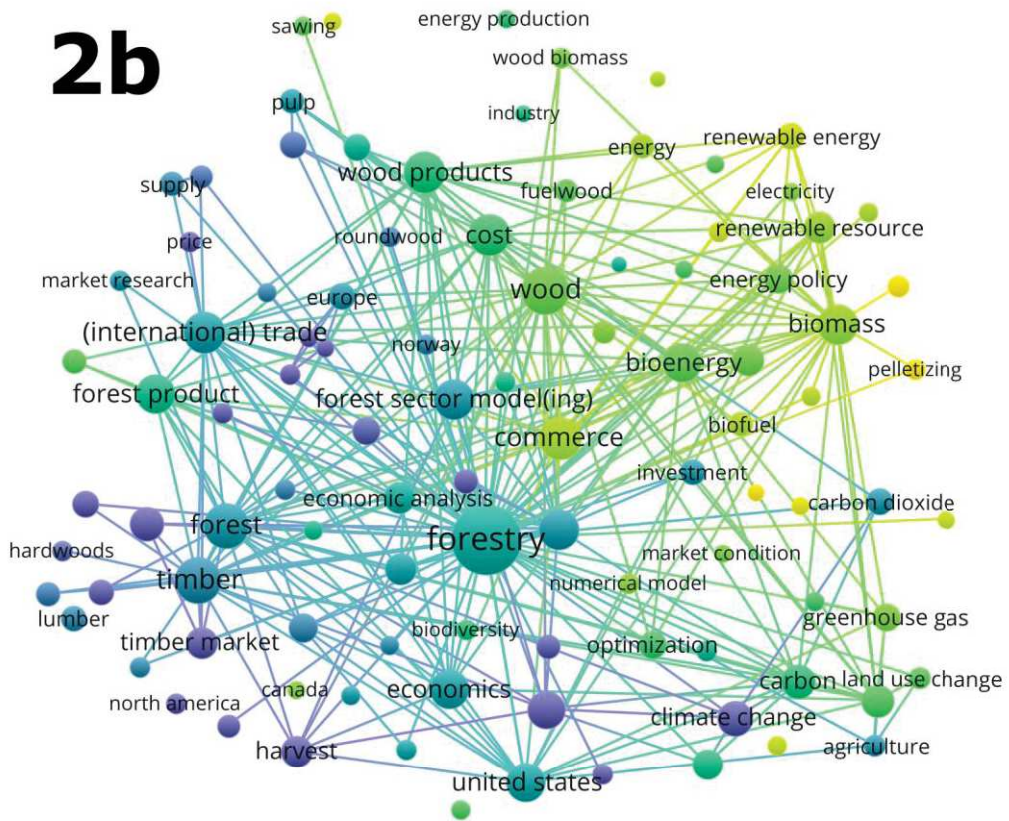 2b
sawing
energy production
wood biomass
pulp
industry
energy
renewable energy
wood products
supply
fuelwood
electricity
price
roundwood
cost
renewable resource
market research
europe
wood
energy policy
(international) trade
norway
biomass
bioenergy
pelletizing
forest product
forest sector model(ing)
commerce
biofuel
investment
economic analysis
carbon dioxide
forest
forestry
hardwoods
market condition
timber
numerical model
lumber
biodiversity
greenhouse gas
timber market
optimization
canada
economics
carbon
land use change
north america
climate change
harvest
agriculture
united states